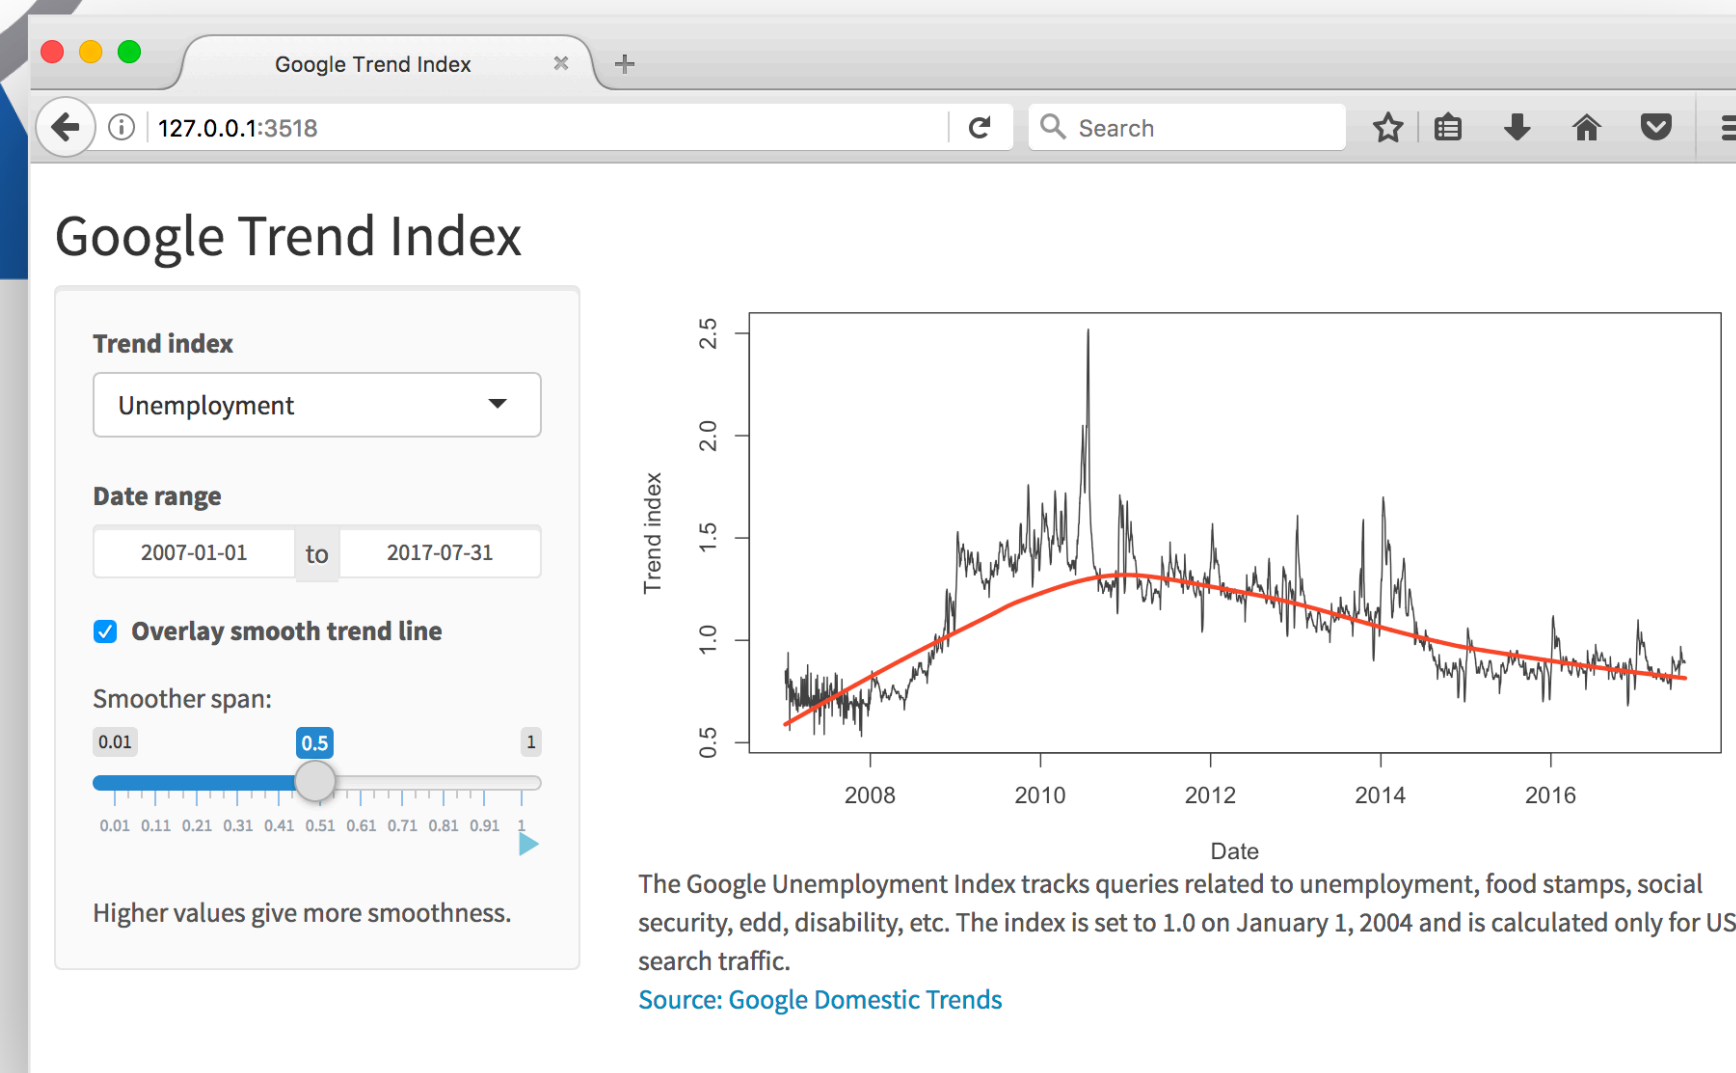 Google Trend Index
127.0.0.1:3518
Search
Google Trend Index
Trend index
Unemployment
Date range
2007-01-01 to 2017-07-31
Overlay smooth trend line
Smoother span:
0.01 0.5 1
0.01 0.11 0.21 0.31 0.41 0.51 0.61 0.71 0.81 0.91 1
Higher values give more smoothness.
Trend index
2.5
2.0
1.5
1.0
0.5
2008 2010 2012 2014 2016
Date
The Google Unemployment Index tracks queries related to unemployment, food stamps, social
security, edd, disability, etc. The index is set to 1.0 on January 1, 2004 and is calculated only for US
search traffic.
Source: Google Domestic Trends